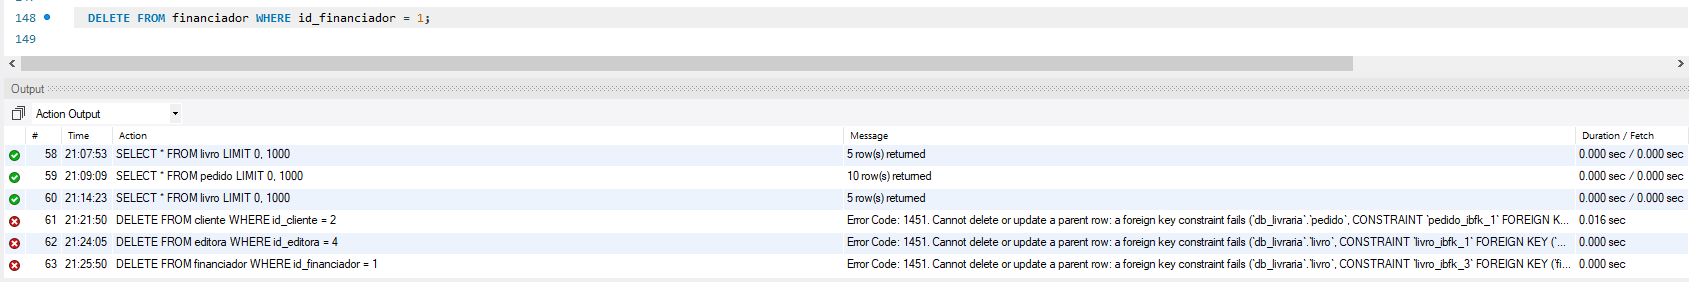 148 DELETE FROM financiador WHERE id_financiador = 1;
149
Output
Action Output
# Time Action Message Duration / Fetch
58 21:07:53 SELECT * FROM livro LIMIT 0, 1000 5 row(s) returned 0.000 sec / 0.000 sec
59 21:09:09 SELECT * FROM pedido LIMIT 0, 1000 10 row(s) returned 0.000 sec / 0.000 sec
60 21:14:23 SELECT * FROM livro LIMIT 0, 1000 5 row(s) returned 0.000 sec / 0.000 sec
61 21:21:50 DELETE FROM cliente WHERE id_cliente = 2 Error Code: 1451. Cannot delete or update a parent row: a foreign key constraint fails (`db_livraria`.`pedido`, CONSTRAINT `pedido_ibfk_1` FOREIGN K... 0.016 sec
62 21:24:05 DELETE FROM editora WHERE id_editora = 4 Error Code: 1451. Cannot delete or update a parent row: a foreign key constraint fails (`db_livraria`.`livro`, CONSTRAINT `livro_ibfk_1` FOREIGN KEY (`... 0.000 sec
63 21:25:50 DELETE FROM financiador WHERE id_financiador = 1 Error Code: 1451. Cannot delete or update a parent row: a foreign key constraint fails (`db_livraria`.`livro`, CONSTRAINT `livro_ibfk_3` FOREIGN KEY (`fi... 0.000 sec